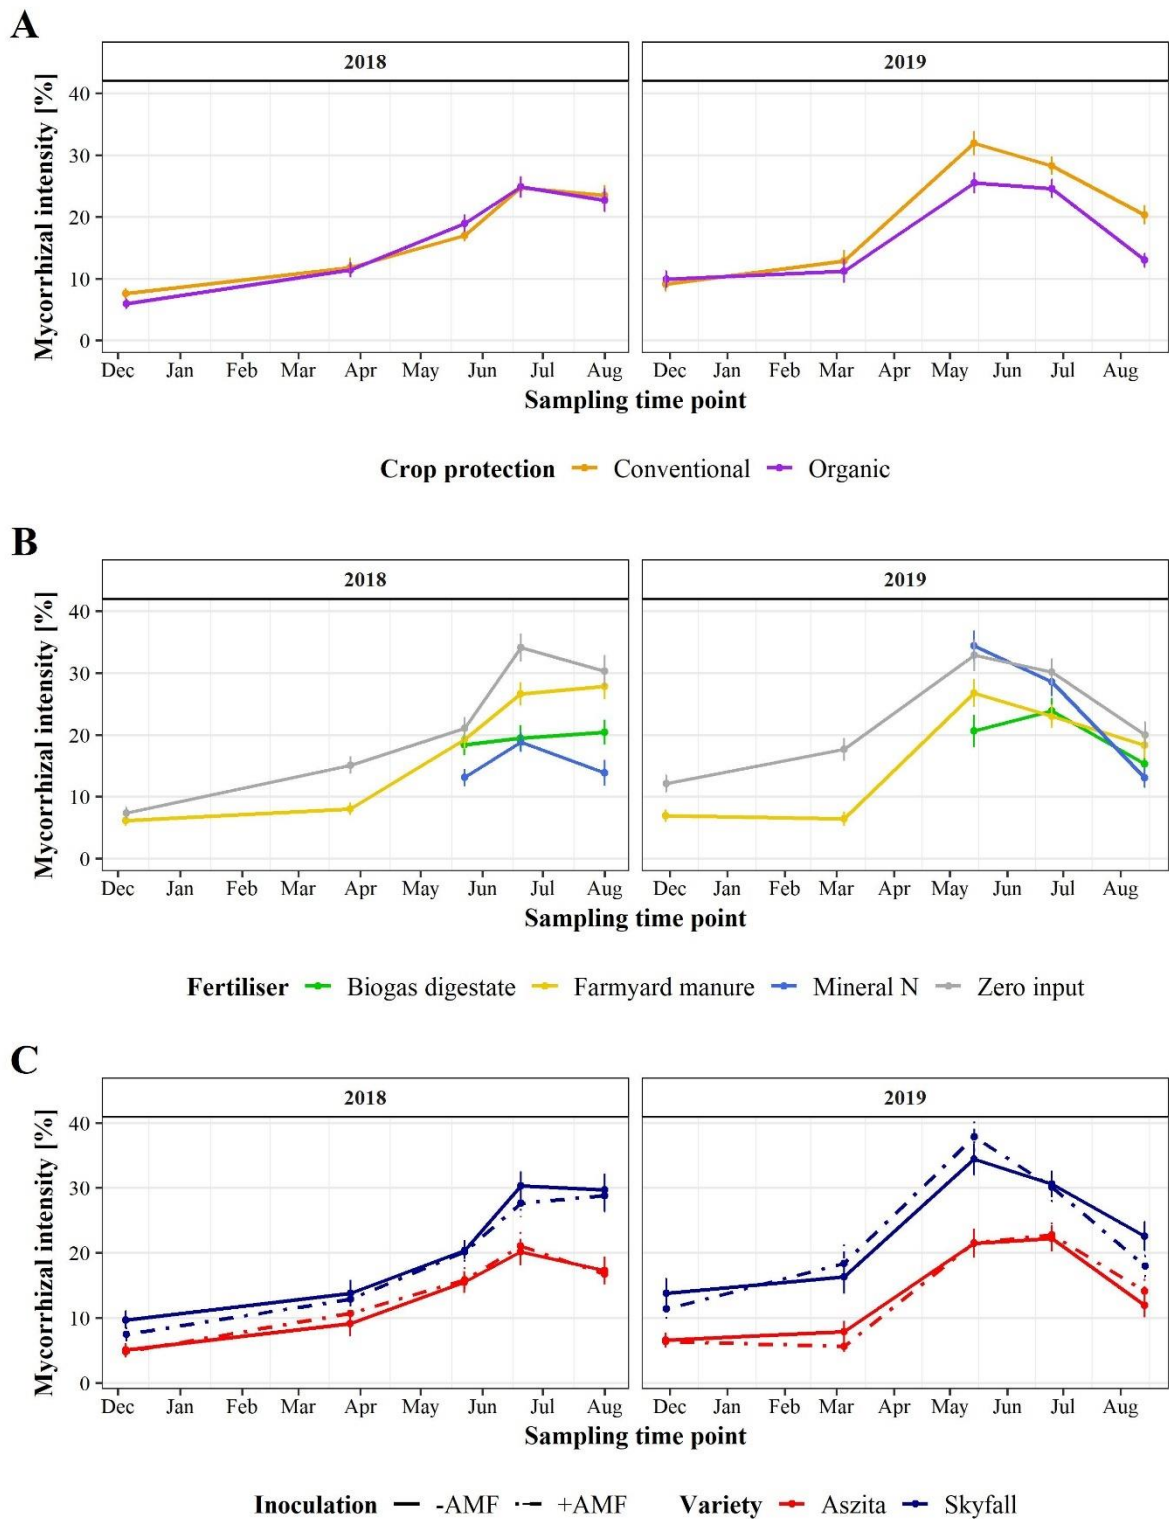 A
2018 2019
Mycorrhizal intensity [%]
40
30
20
10
0
Dec Jan Feb Mar Apr May Jun Jul Aug Dec Jan Feb Mar Apr May Jun Jul Aug
Sampling time point
Crop protection Conventional Organic
B
2018 2019
Mycorrhizal intensity [%]
40
30
20
10
0
Dec Jan Feb Mar Apr May Jun Jul Aug Dec Jan Feb Mar Apr May Jun Jul Aug
Sampling time point
Fertiliser Biogas digestate Farmyard manure Mineral N Zero input
C
2018 2019
Mycorrhizal intensity [%]
40
30
20
10
0
Dec Jan Feb Mar Apr May Jun Jul Aug Dec Jan Feb Mar Apr May Jun Jul Aug
Sampling time point
Inoculation -AMF +AMF Variety Aszita Skyfall